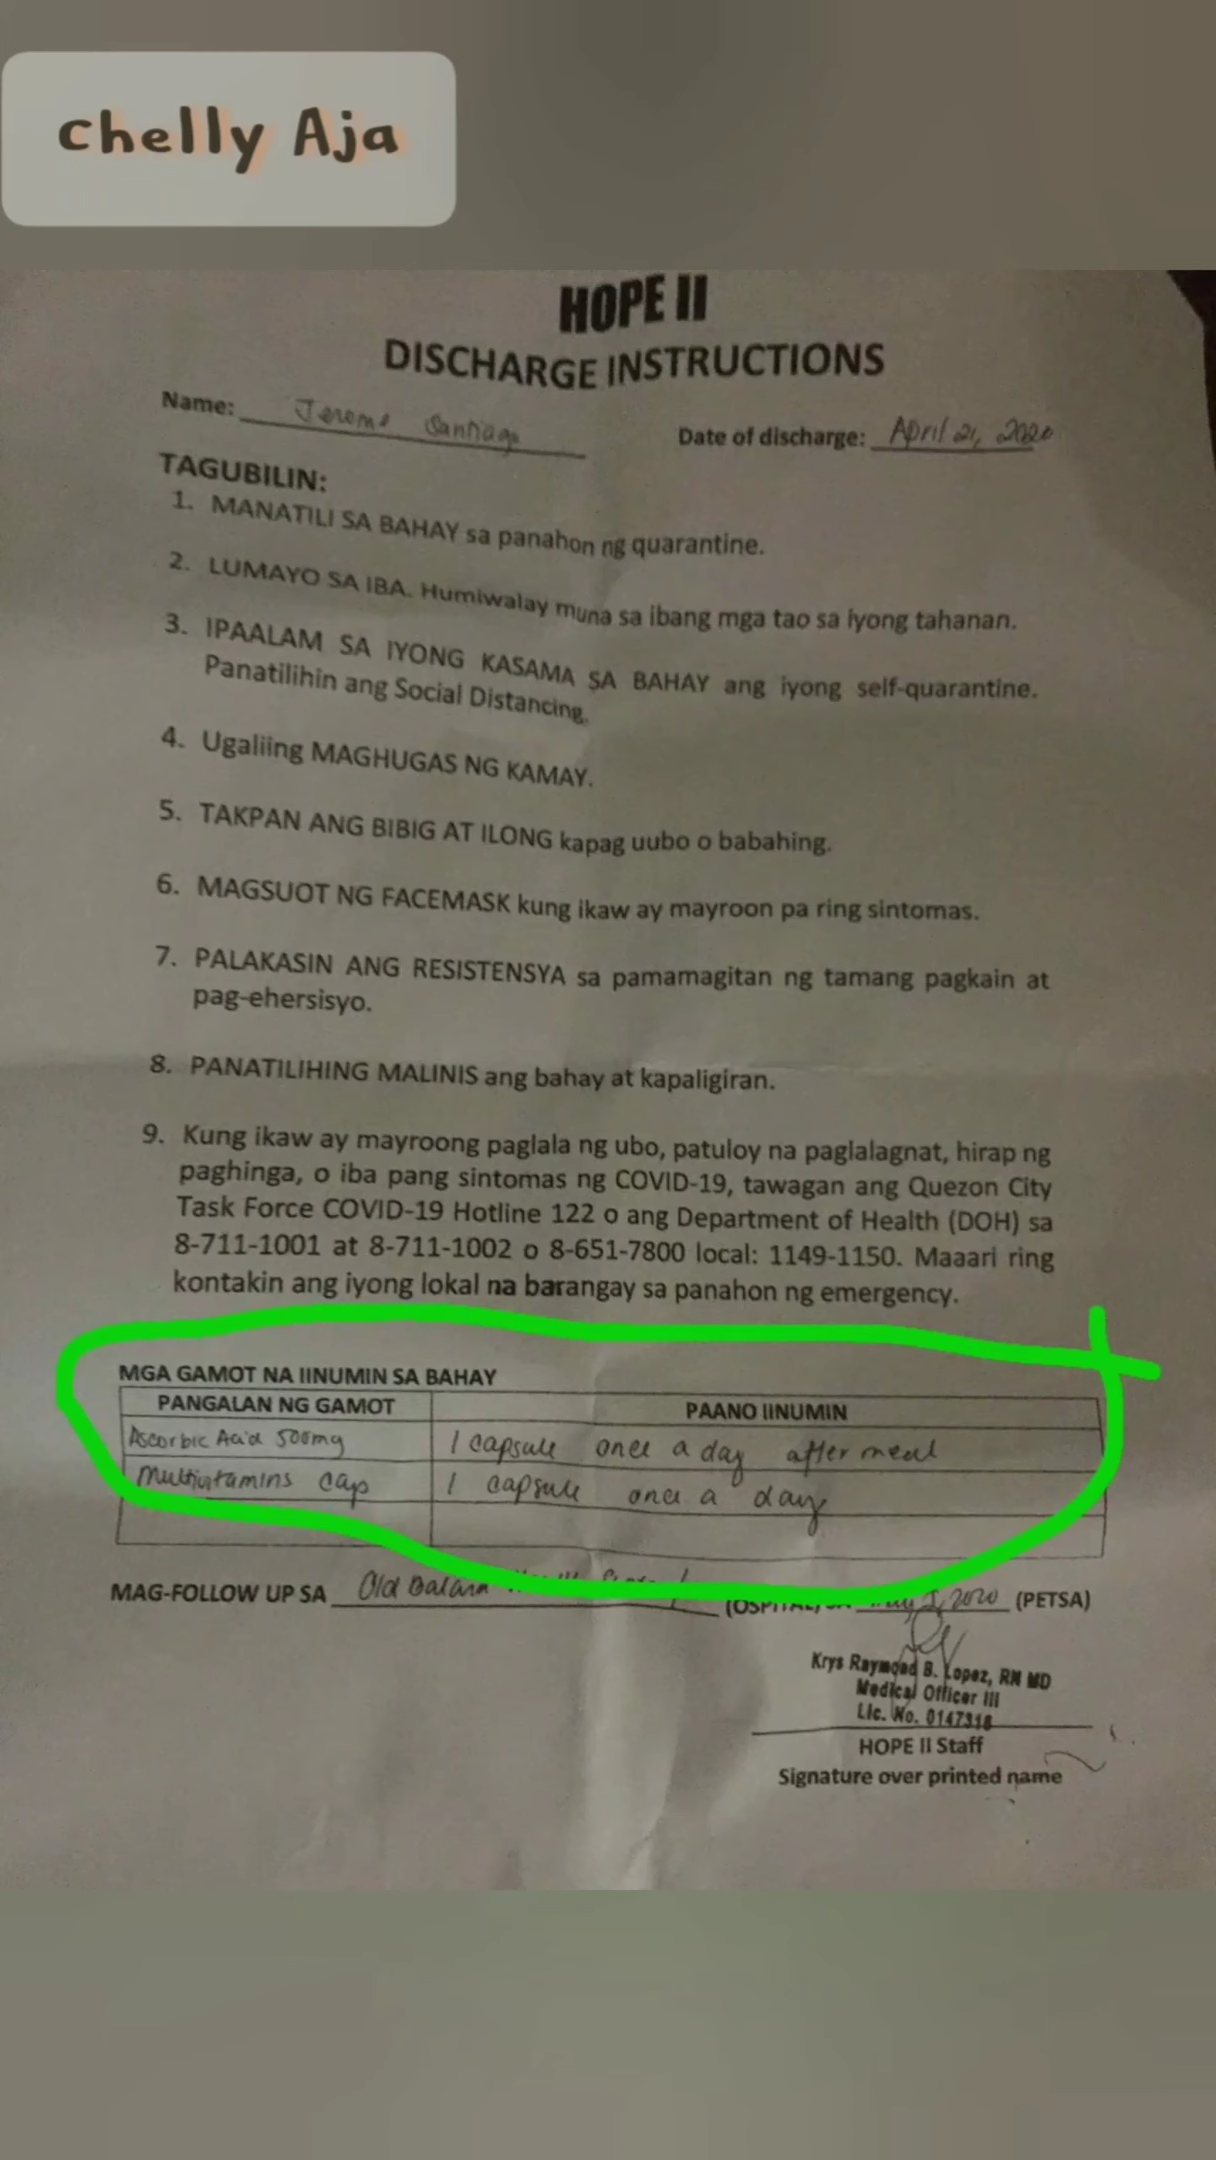 Chelly Aja
HOPE II
DISCHARGE INSTRUCTIONS
Name: Jerome Santiago
Date of discharge: April 21, 2020
TAGUBILIN:
1. MANATILI SA BAHAY sa panahon ng quarantine.
2. LUMAYO SA IBA. Humiwalay muna sa ibang mga tao sa iyong tahanan.
3. IPAALAM SA IYONG KASAMA SA BAHAY ang iyong self-quarantine.
Panatilihin ang Social Distancing.
4. Ugaliing MAGHUGAS NG KAMAY.
5. TAKPAN ANG BIBIG AT ILONG kapag uubo o babahing.
6. MAGSUOT NG FACEMASK kung ikaw ay mayroon pa ring sintomas.
7. PALAKASIN ANG RESISTENSYA sa pamamagitan ng tamang pagkain at
pag-ehersisyo.
8. PANATILIHING MALINIS ang bahay at kapaligiran.
9. Kung ikaw ay mayroong paglala ng ubo, patuloy na paglalagnat, hirap ng
paghinga, o iba pang sintomas ng COVID-19, tawagan ang Quezon City
Task Force COVID-19 Hotline 122 o ang Department of Health (DOH) sa
8-711-1001 at 8-711-1002 o 8-651-7800 local: 1149-1150. Maaari ring
kontakin ang iyong lokal na barangay sa panahon ng emergency.
MGA GAMOT NA IINUMIN SA BAHAY
PANGALAN NG GAMOT PAANO IINUMIN
Ascorbic Acid 500mg 1 capsule once a day after meal
Multivitamins cap 1 capsule once a day
MAG-FOLLOW UP SA Old Balara (OSPITAL) 2020 (PETSA)
Krys Raymond B. Lopez, RN MD
Medical Officer III
Lic. No. 0147318
HOPE II Staff
Signature over printed name